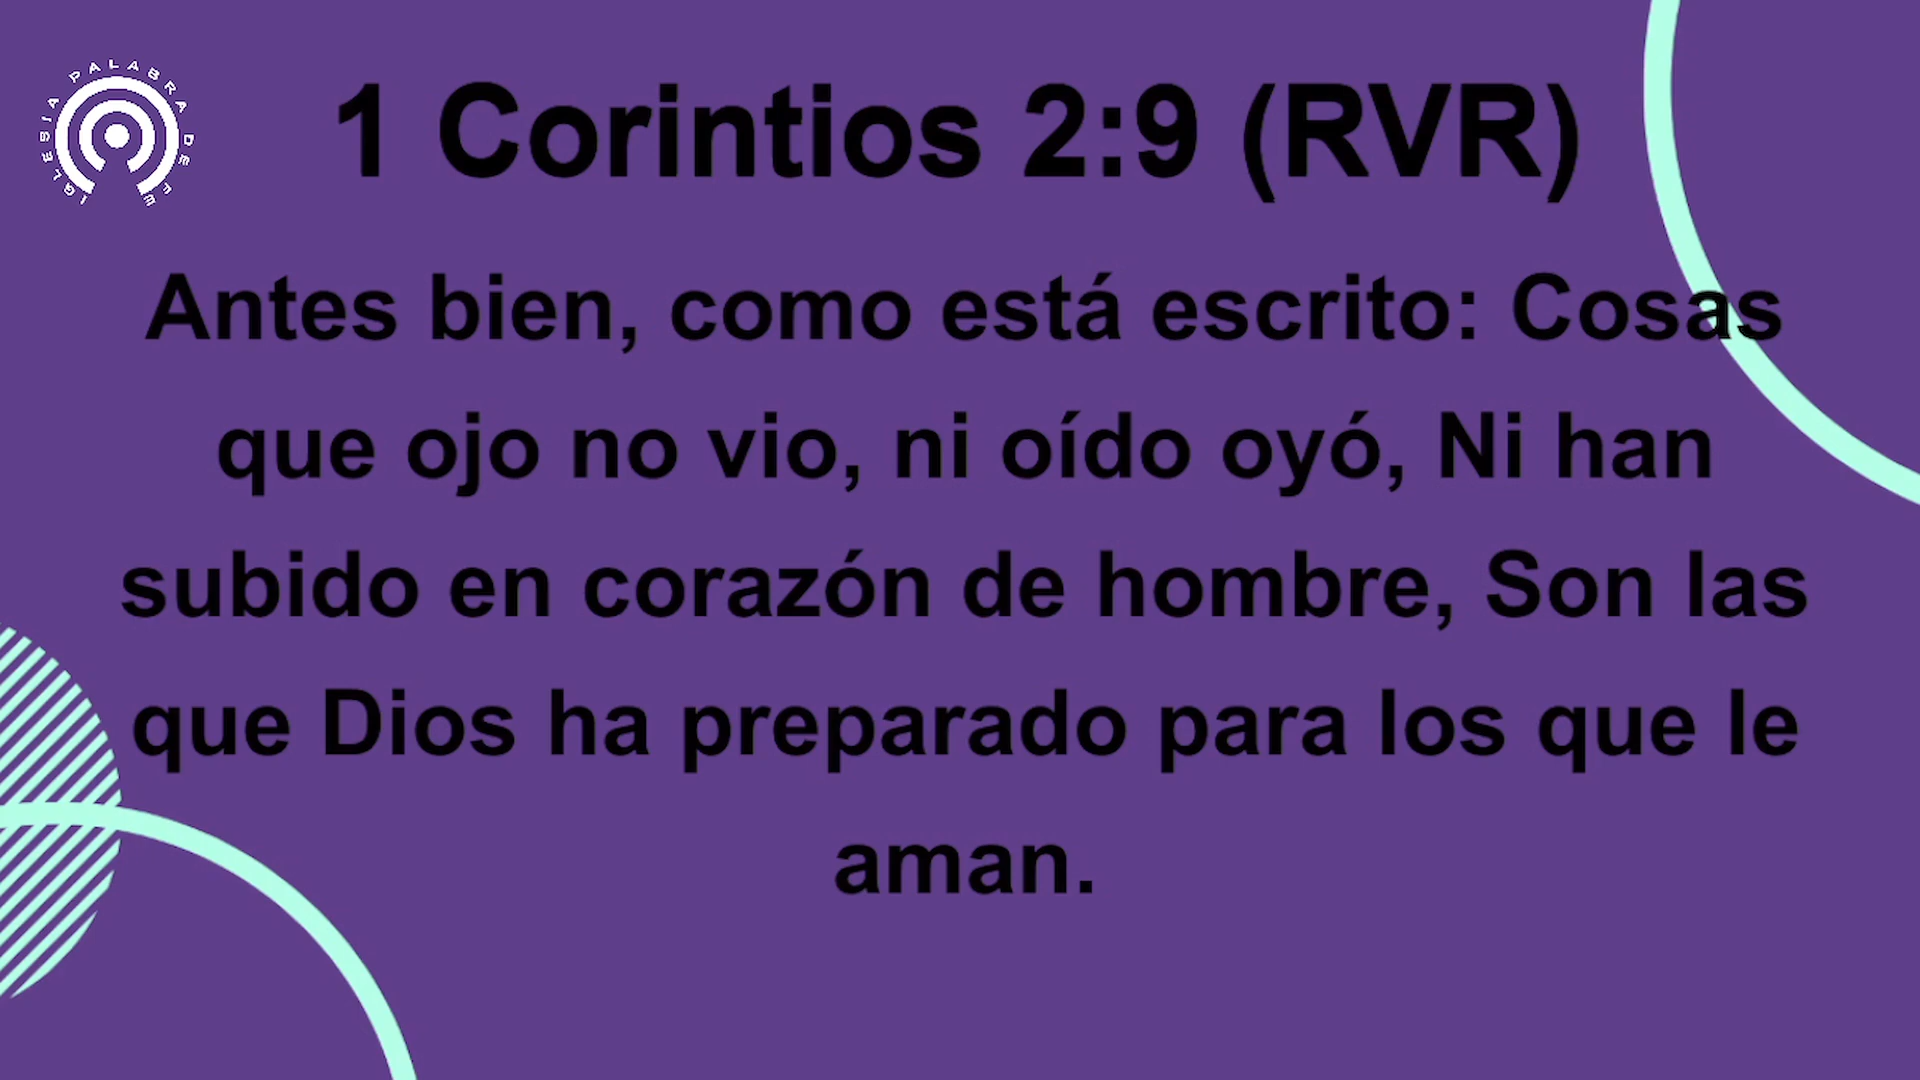 IGLESIA PALABRA DE FE
1 Corintios 2:9 (RVR)
Antes bien, como está escrito: Cosas
que ojo no vio, ni oído oyó, Ni han
subido en corazón de hombre, Son las
que Dios ha preparado para los que le
aman.